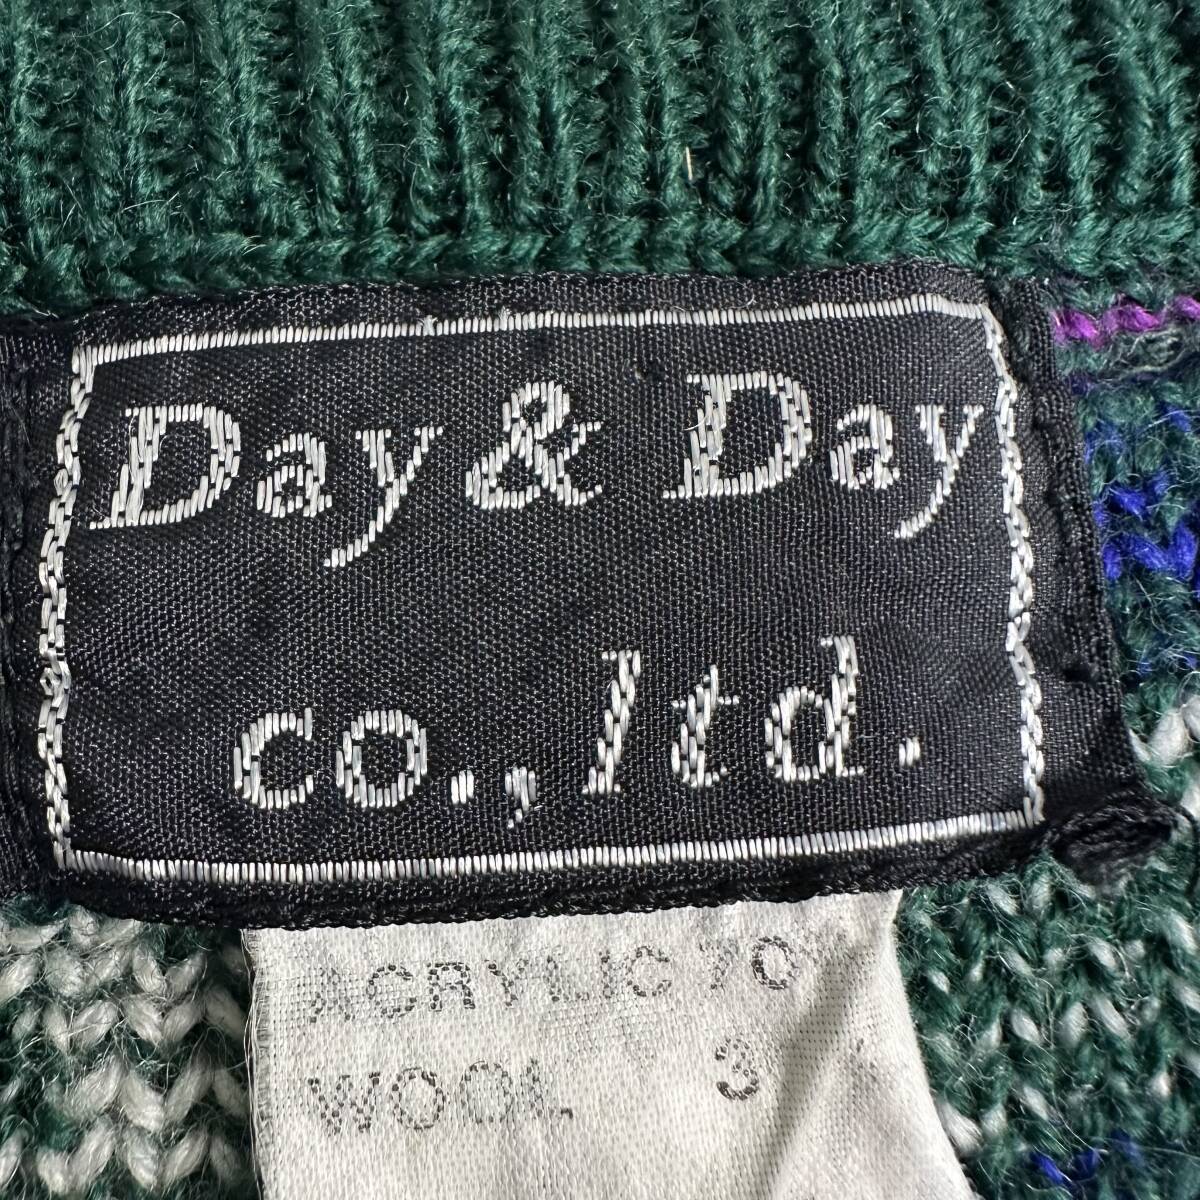 Day & Day
co.,ltd.
ACRYLIC 70
WOOL 3